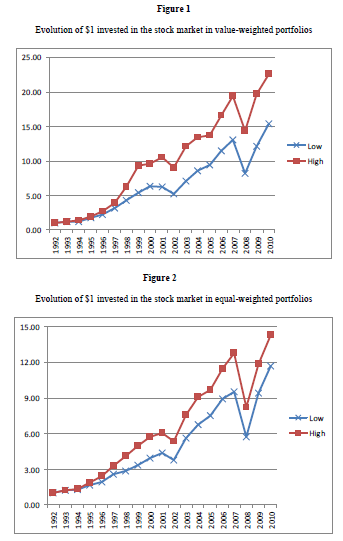 Figure 1
Evolution of $1 invested in the stock market in value-weighted portfolios
25.00
20.00
15.00
10.00
5.00
0.00
Low
High
1992 1993 1994 1995 1996 1997 1998 1999 2000 2001 2002 2003 2004 2005 2006 2007 2008 2009 2010
Figure 2
Evolution of $1 invested in the stock market in equal-weighted portfolios
15.00
12.00
9.00
6.00
3.00
0.00
Low
High
1992 1993 1994 1995 1996 1997 1998 1999 2000 2001 2002 2003 2004 2005 2006 2007 2008 2009 2010